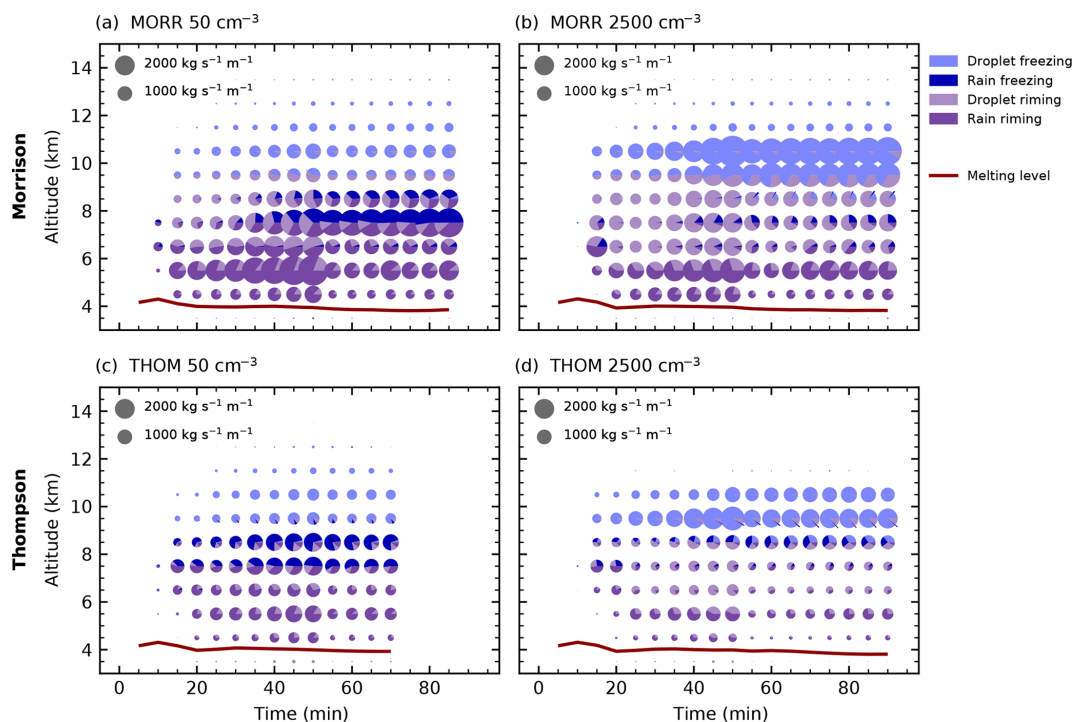 (a) MORR 50 cm⁻³
(b) MORR 2500 cm⁻³
2000 kg s⁻¹ m⁻¹
1000 kg s⁻¹ m⁻¹
14
12
10
8
6
4
Altitude (km)
Morrison
2000 kg s⁻¹ m⁻¹
1000 kg s⁻¹ m⁻¹
Droplet freezing
Rain freezing
Droplet riming
Rain riming
Melting level
(c) THOM 50 cm⁻³
(d) THOM 2500 cm⁻³
2000 kg s⁻¹ m⁻¹
1000 kg s⁻¹ m⁻¹
14
12
10
8
6
4
Altitude (km)
Thompson
2000 kg s⁻¹ m⁻¹
1000 kg s⁻¹ m⁻¹
0 20 40 60 80
Time (min)
0 20 40 60 80
Time (min)